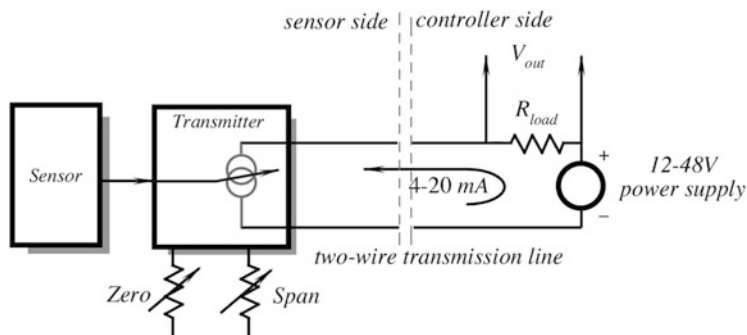 sensor side
controller side
V_out
R_load
Transmitter
Sensor
+
12-48V
power supply
4-20 mA
−
two-wire transmission line
Zero
Span